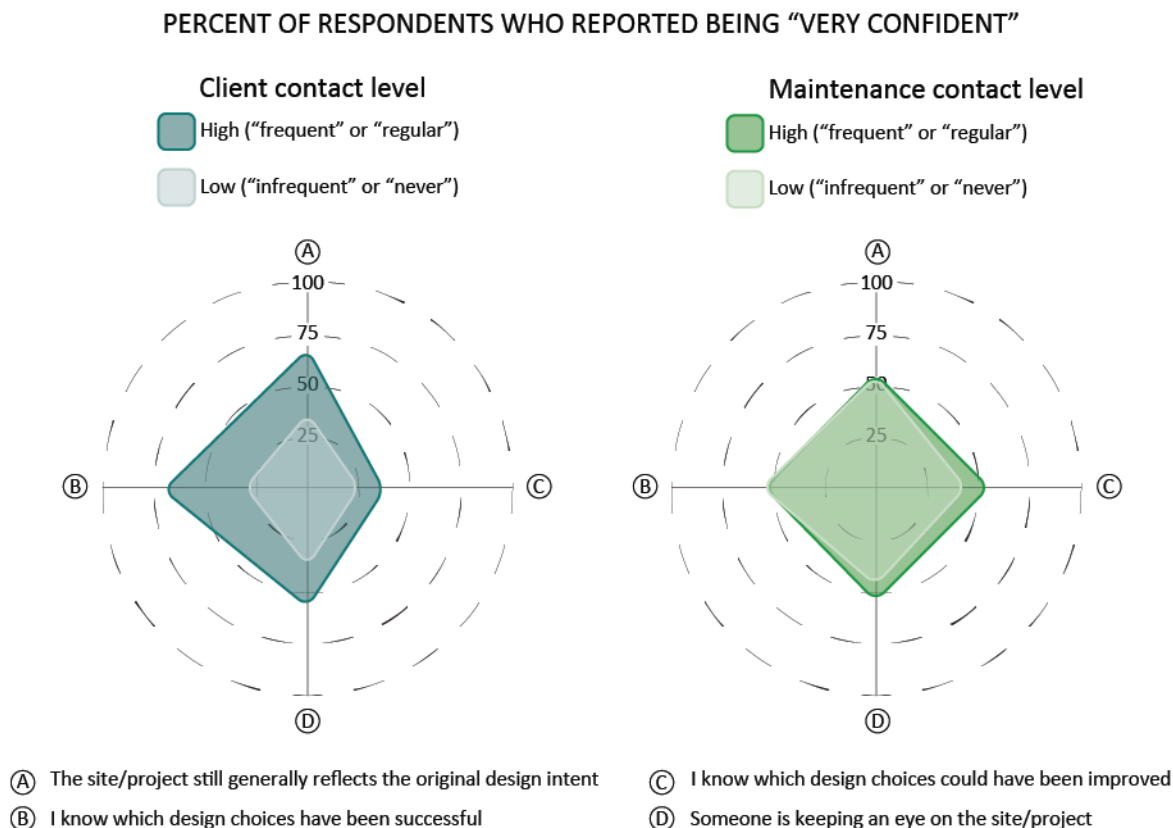 PERCENT OF RESPONDENTS WHO REPORTED BEING “VERY CONFIDENT”
Client contact level
High (“frequent” or “regular”)
Low (“infrequent” or “never”)
Maintenance contact level
High (“frequent” or “regular”)
Low (“infrequent” or “never”)
A
100
75
50
25
B
C
D
A
100
75
50
25
B
C
D
A The site/project still generally reflects the original design intent
B I know which design choices have been successful
C I know which design choices could have been improved
D Someone is keeping an eye on the site/project